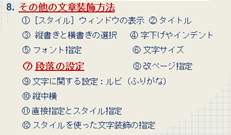 8. その他の文章装飾方法
① [スタイル] ウィンドウの表示 ② タイトル
③ 縦書きと横書きの選択 ④ 字下げやインデント
⑤ フォント指定 ⑥ 文字サイズ
⑦ 段落の設定 ⑧ 改ページ指定
⑨ 文字に関する設定：ルビ（ふりがな）
⑩ 縦中横
⑪ 直接指定とスタイル指定
⑫ スタイルを使った文字装飾の指定